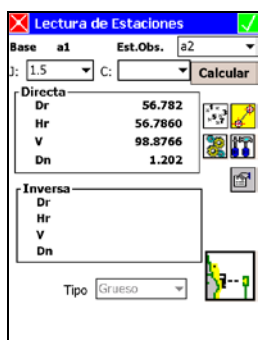 Lectura de Estaciones
Base a1 Est.Obs. a2
J: 1.5 C: Calcular
Directa
Dr 56.782
Hr 56.7860
V 98.8766
Dn 1.202
Inversa
Dr
Hr
V
Dn
Tipo Grueso